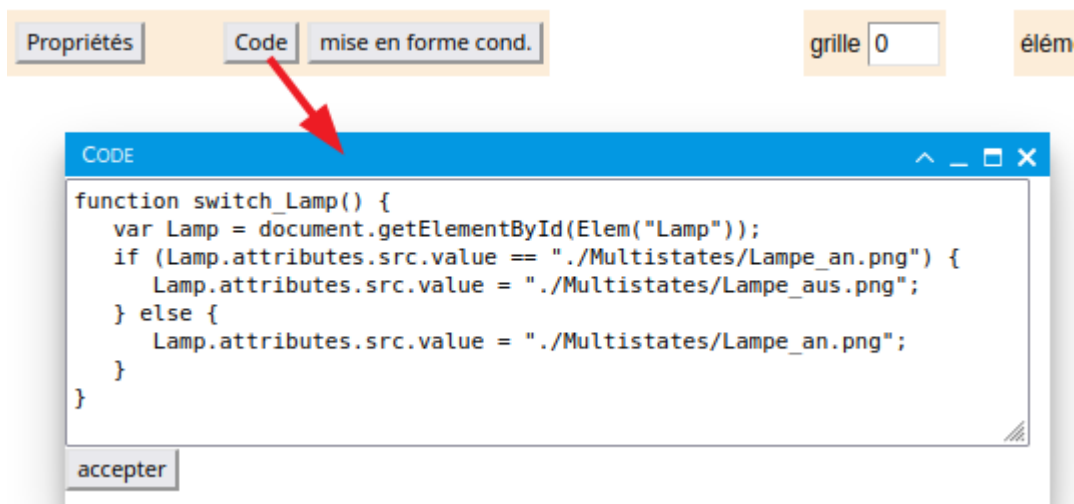 Propriétés Code mise en forme cond. grille 0 élém
CODE
function switch_Lamp() {
   var Lamp = document.getElementById(Elem("Lamp"));
   if (Lamp.attributes.src.value == "./Multistates/Lampe_an.png") {
      Lamp.attributes.src.value = "./Multistates/Lampe_aus.png";
   } else {
      Lamp.attributes.src.value = "./Multistates/Lampe_an.png";
   }
}
accepter